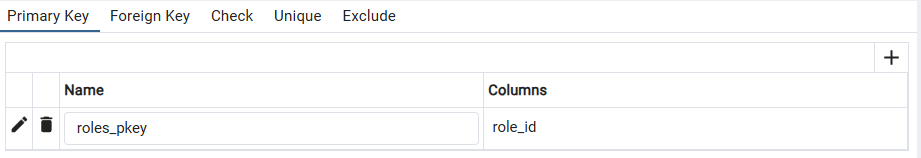 Primary Key Foreign Key Check Unique Exclude
Name Columns
roles_pkey role_id